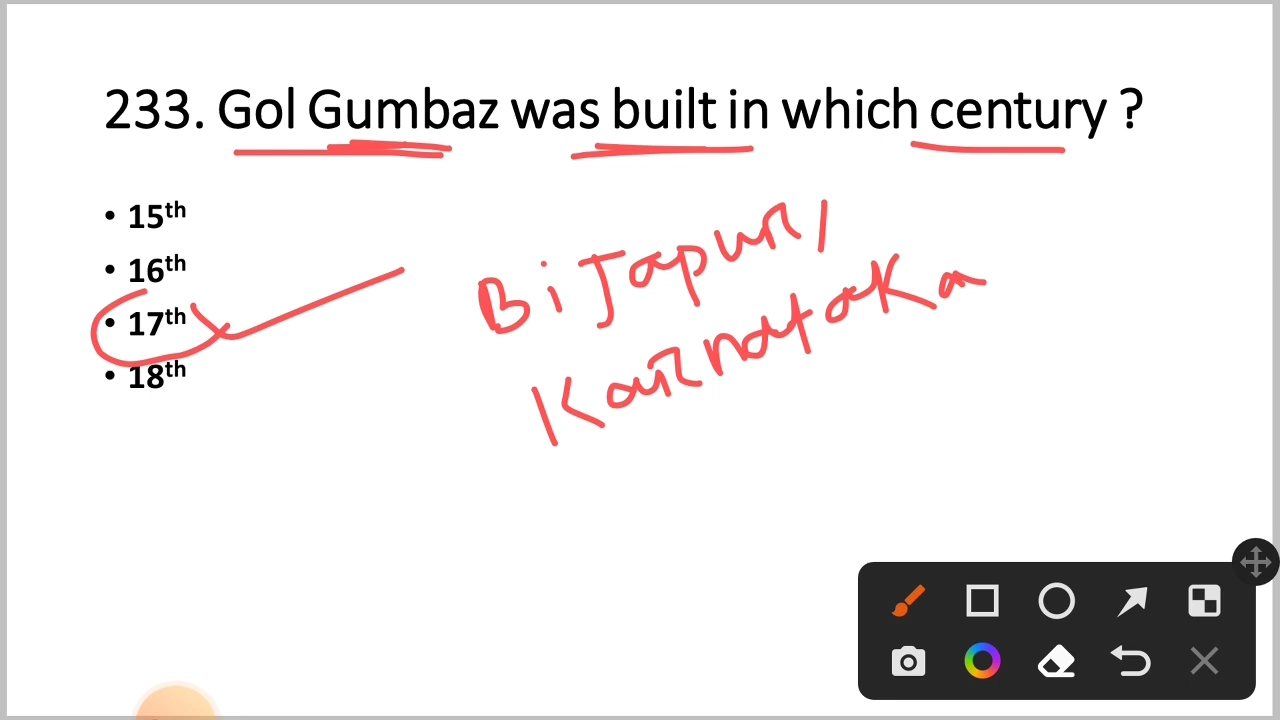 233. Gol Gumbaz was built in which century ?
• 15th
• 16th
• 17th
• 18th
Bijapur,
Karnataka